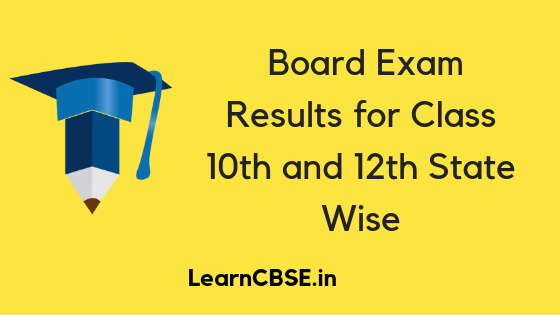 Board Exam
Results for Class
10th and 12th State
Wise
LearnCBSE.in